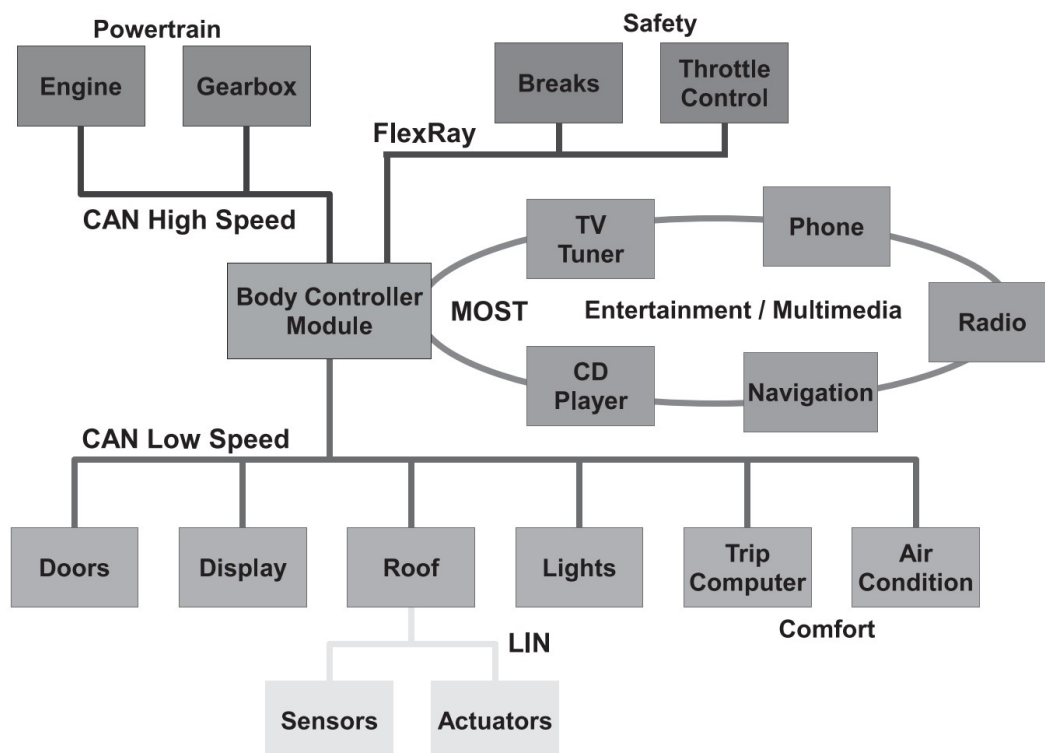 Powertrain
Safety
Engine
Gearbox
Breaks
Throttle
Control
FlexRay
CAN High Speed
TV
Tuner
Phone
Body Controller
Module
MOST
Entertainment / Multimedia
Radio
CD
Player
Navigation
CAN Low Speed
Doors
Display
Roof
Lights
Trip
Computer
Air
Condition
Comfort
LIN
Sensors
Actuators